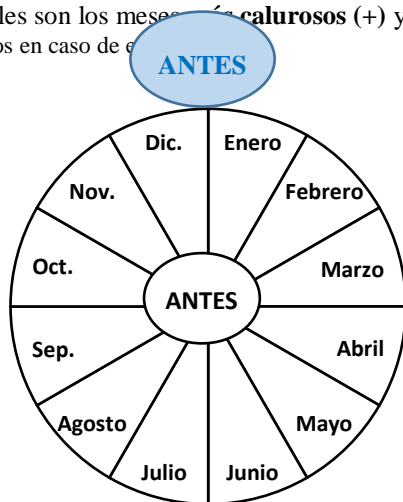 les son los meses calurosos (+) y
os en caso de
ANTES
Dic. Enero
Nov. Febrero
Oct. Marzo
ANTES
Sep. Abril
Agosto Mayo
Julio Junio